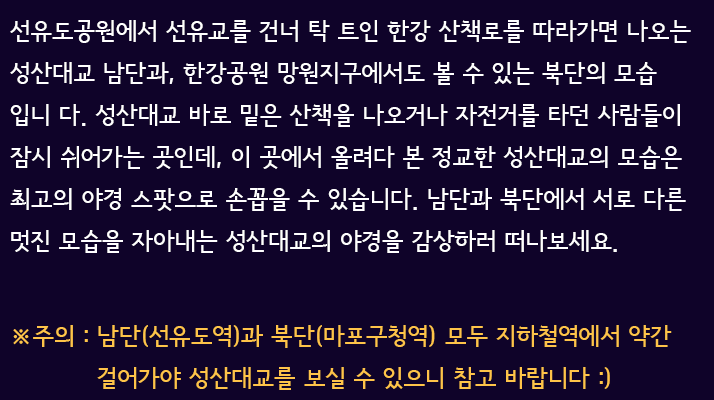 선유도공원에서 선유교를 건너 탁 트인 한강 산책로를 따라가면 나오는
성산대교 남단과, 한강공원 망원지구에서도 볼 수 있는 북단의 모습
입니 다. 성산대교 바로 밑은 산책을 나오거나 자전거를 타던 사람들이
잠시 쉬어가는 곳인데, 이 곳에서 올려다 본 정교한 성산대교의 모습은
최고의 야경 스팟으로 손꼽을 수 있습니다. 남단과 북단에서 서로 다른
멋진 모습을 자아내는 성산대교의 야경을 감상하러 떠나보세요.
※주의 : 남단(선유도역)과 북단(마포구청역) 모두 지하철역에서 약간
걸어가야 성산대교를 보실 수 있으니 참고 바랍니다 :)